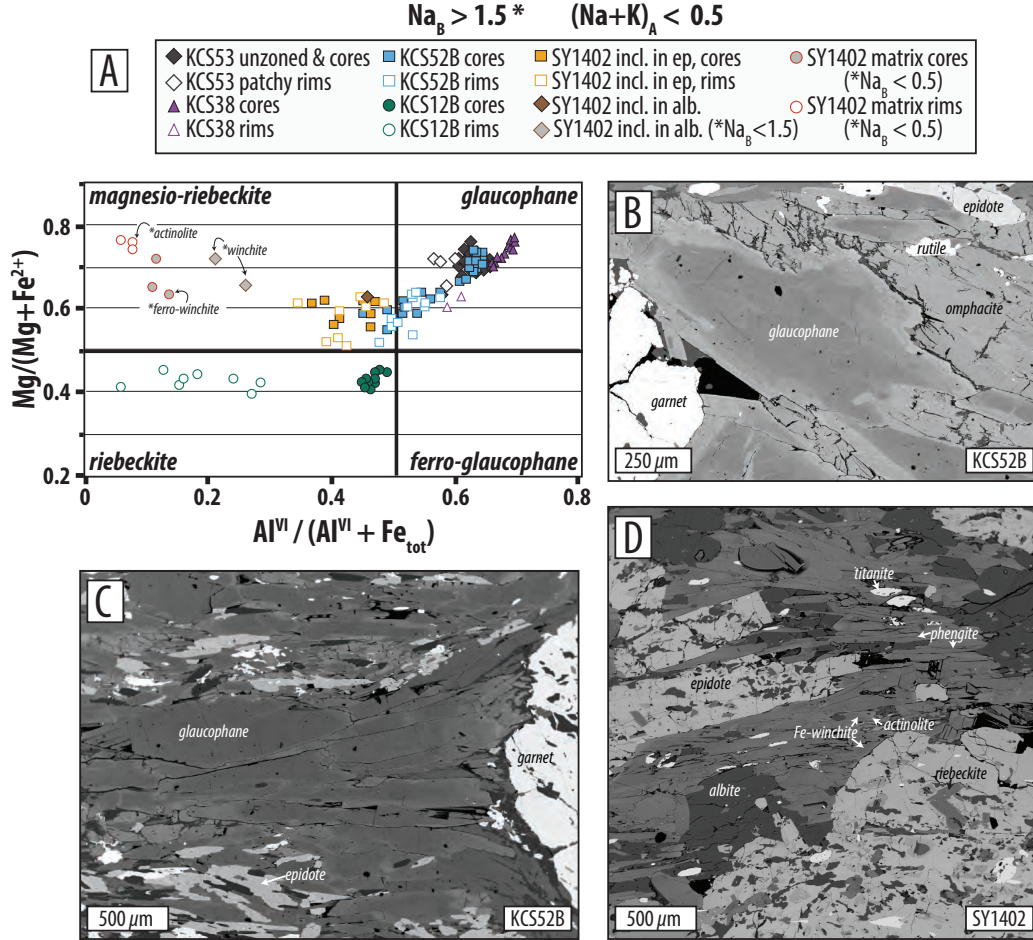 Na_B > 1.5 * (Na+K)_A < 0.5
A
KCS53 unzoned & cores
KCS53 patchy rims
KCS38 cores
KCS38 rims
KCS52B cores
KCS52B rims
KCS12B cores
KCS12B rims
SY1402 incl. in ep, cores
SY1402 incl. in ep, rims
SY1402 incl. in alb.
SY1402 incl. in alb. (*Na_B<1.5)
SY1402 matrix cores
(*Na_B < 0.5)
SY1402 matrix rims
(*Na_B < 0.5)
magnesio-riebeckite
glaucophane
*actinolite
*winchite
*ferro-winchite
riebeckite
ferro-glaucophane
Mg/(Mg+Fe²⁺)
0.8
0.6
0.4
0.2
0
0.2
0.4
0.6
0.8
Al^VI / (Al^VI + Fe_tot)
B
epidote
rutile
omphacite
glaucophane
garnet
250 µm
KCS52B
C
glaucophane
garnet
epidote
500 µm
KCS52B
D
titanite
phengite
epidote
Fe-winchite
actinolite
riebeckite
albite
500 µm
SY1402